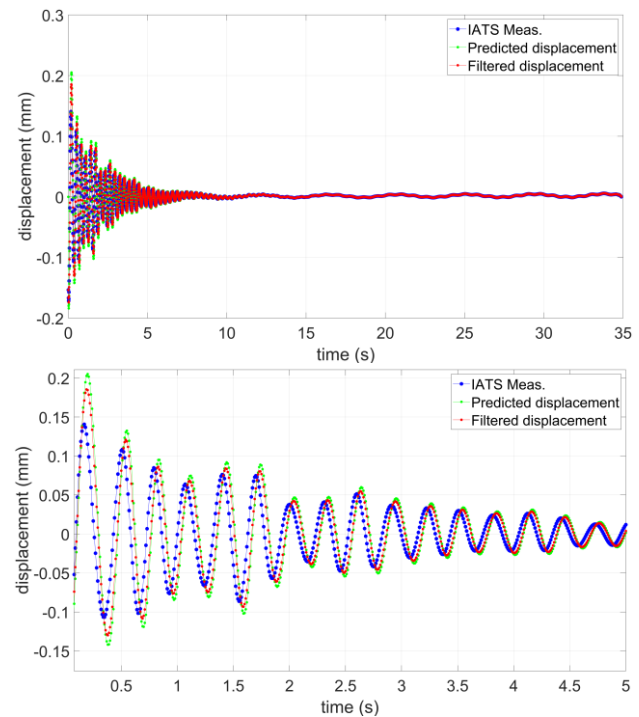 IATS Meas.
Predicted displacement
Filtered displacement
displacement (mm)
0.2
0.1
0
-0.1
-0.2
0 5 10 15 20 25 30 35
time (s)
IATS Meas.
Predicted displacement
Filtered displacement
displacement (mm)
0.2
0.15
0.1
0.05
0
-0.05
-0.1
-0.15
0.5 1 1.5 2 2.5 3 3.5 4 4.5 5
time (s)